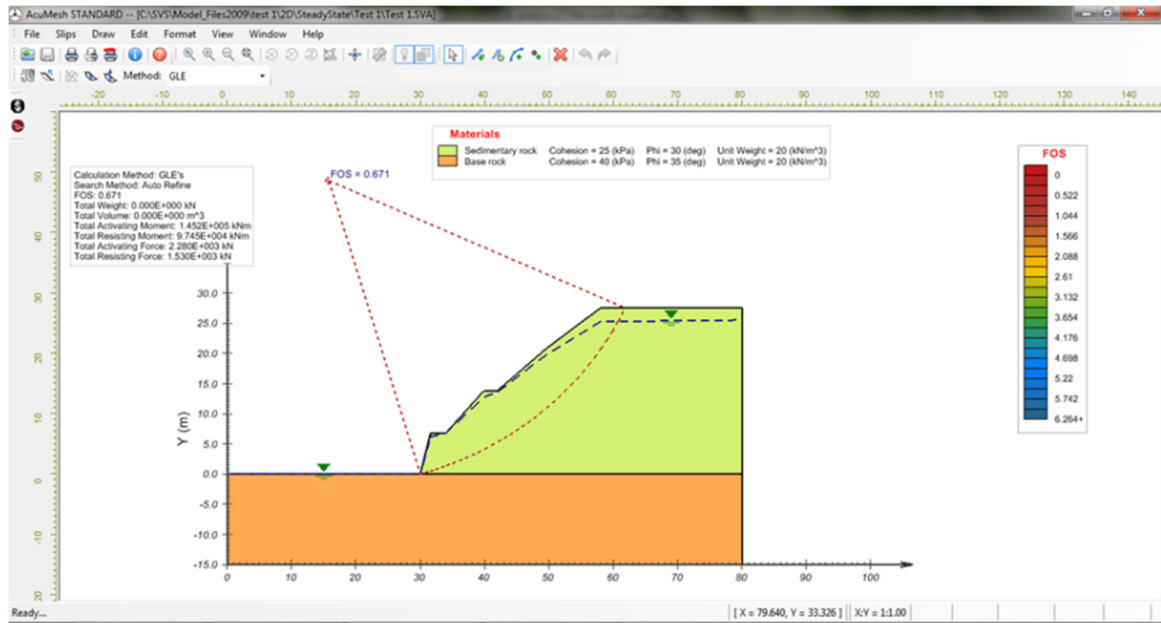 AcuMesh STANDARD -- [C:\SVS\Model_Files2009\test 1\2D\SteadyState\Test 1\Test 1.SVA]
File Slips Draw Edit Format View Window Help
Method: GLE
-20 -10 0 10 20 30 40 50 60 70 80 90 100 110 120 130 140
Materials
Sedimentary rock Cohesion = 25 (kPa) Phi = 30 (deg) Unit Weight = 20 (kN/m^3)
Base rock Cohesion = 40 (kPa) Phi = 35 (deg) Unit Weight = 20 (kN/m^3)
Calculation Method: GLE's
Search Method: Auto Refine
FOS: 0.671
Total Weight: 0.000E+000 kN
Total Volume: 0.000E+000 m^3
Total Activating Moment: 1.452E+005 kNm
Total Resisting Moment: 9.745E+004 kNm
Total Activating Force: 2.280E+003 kN
Total Resisting Force: 1.530E+003 kN
FOS = 0.671
FOS
0
0.522
1.044
1.566
2.088
2.61
3.132
3.654
4.176
4.698
5.22
5.742
6.264+
50
40
30
20
10
0
-10
20
Y (m)
30.0
25.0
20.0
15.0
10.0
5.0
0.0
-5.0
-10.0
-15.0
0 10 20 30 40 50 60 70 80 90 100
Ready... [ X = 79.640, Y = 33.326 ] X:Y = 1:1.00